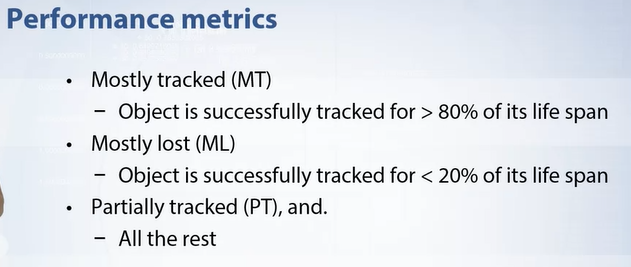 Performance metrics
• Mostly tracked (MT)
– Object is successfully tracked for > 80% of its life span
• Mostly lost (ML)
– Object is successfully tracked for < 20% of its life span
• Partially tracked (PT), and.
– All the rest